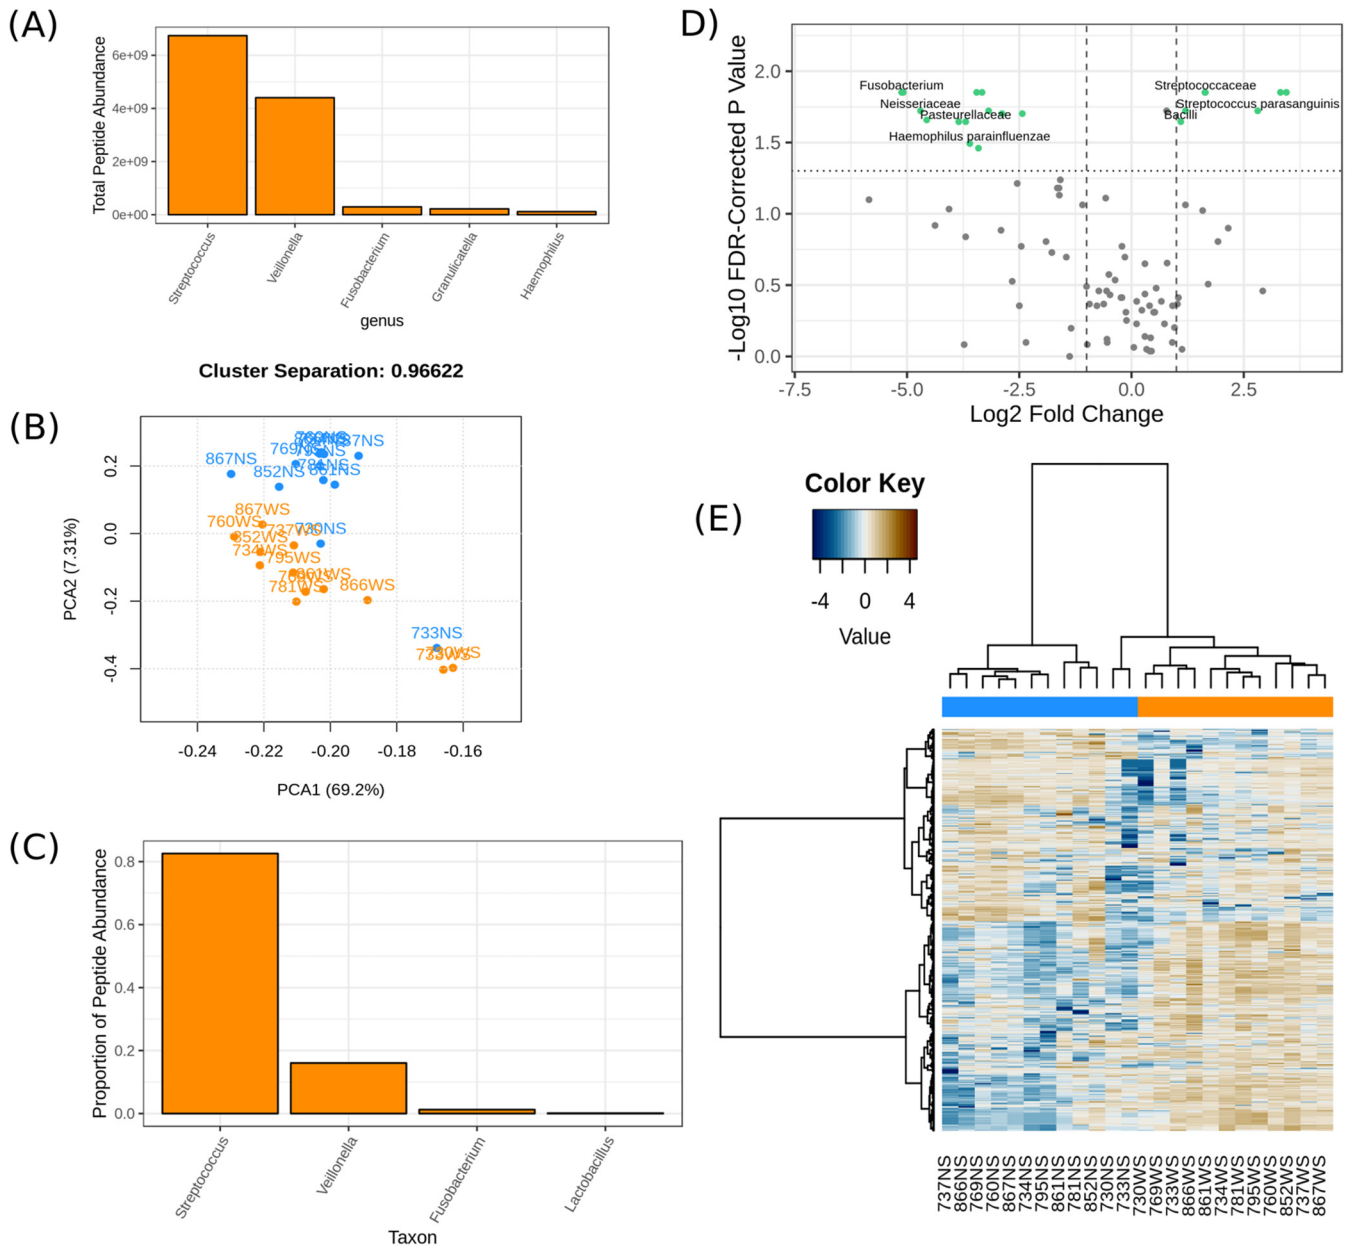 (A)
Total Peptide Abundance
6e+09
4e+09
2e+09
0e+00
Streptococcus
Veillonella
Fusobacterium
Granulicatella
Haemophilus
genus
Cluster Separation: 0.96622
(B)
PCA2 (7.31%)
0.2
0.0
-0.2
-0.4
867NS
852NS
769NS
737NS
781NS
861NS
730NS
867WS
760WS
737WS
852WS
734WS
795WS
861WS
781WS
866WS
733NS
733WS
730WS
-0.24
-0.22
-0.20
-0.18
-0.16
PCA1 (69.2%)
(C)
Proportion of Peptide Abundance
0.8
0.6
0.4
0.2
0.0
Streptococcus
Veillonella
Fusobacterium
Lactobacillus
Taxon
(D)
-Log10 FDR-Corrected P Value
2.0
1.5
1.0
0.5
0.0
Fusobacterium
Neisseriaceae
Pasteurellaceae
Haemophilus parainfluenzae
Streptococcaceae
Streptococcus parasanguinis
Bacilli
-7.5
-5.0
-2.5
0.0
2.5
Log2 Fold Change
(E)
Color Key
-4
0
4
Value
737NS
866NS
769NS
760NS
867NS
734NS
795NS
861NS
781NS
852NS
730NS
733NS
730WS
769WS
733WS
866WS
861WS
734WS
781WS
795WS
760WS
852WS
737WS
867WS